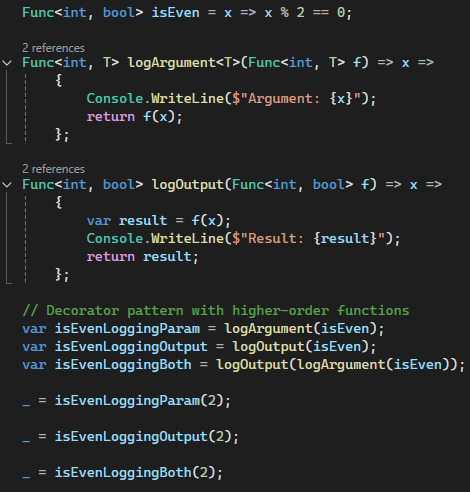 Func<int, bool> isEven = x => x % 2 == 0;
2 references
Func<int, T> logArgument<T>(Func<int, T> f) => x =>
{
Console.WriteLine($"Argument: {x}");
return f(x);
};
2 references
Func<int, bool> logOutput(Func<int, bool> f) => x =>
{
var result = f(x);
Console.WriteLine($"Result: {result}");
return result;
};
// Decorator pattern with higher-order functions
var isEvenLoggingParam = logArgument(isEven);
var isEvenLoggingOutput = logOutput(isEven);
var isEvenLoggingBoth = logOutput(logArgument(isEven));
_ = isEvenLoggingParam(2);
_ = isEvenLoggingOutput(2);
_ = isEvenLoggingBoth(2);